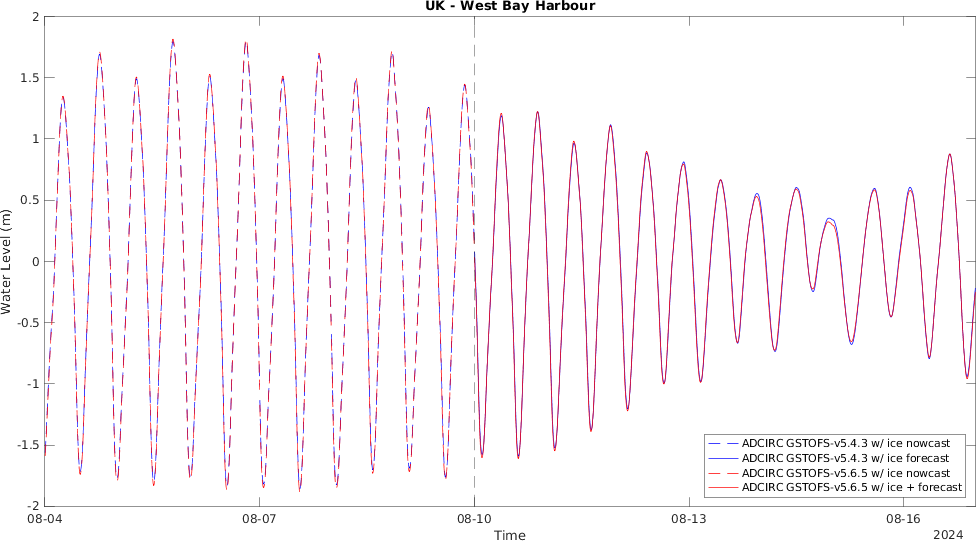 UK - West Bay Harbour
2
1.5
1
0.5
0
-0.5
-1
-1.5
-2
Water Level (m)
ADCIRC GSTOFS-v5.4.3 w/ ice nowcast
ADCIRC GSTOFS-v5.4.3 w/ ice forecast
ADCIRC GSTOFS-v5.6.5 w/ ice nowcast
ADCIRC GSTOFS-v5.6.5 w/ ice + forecast
08-04 08-07 08-10 08-13 08-16
Time
2024